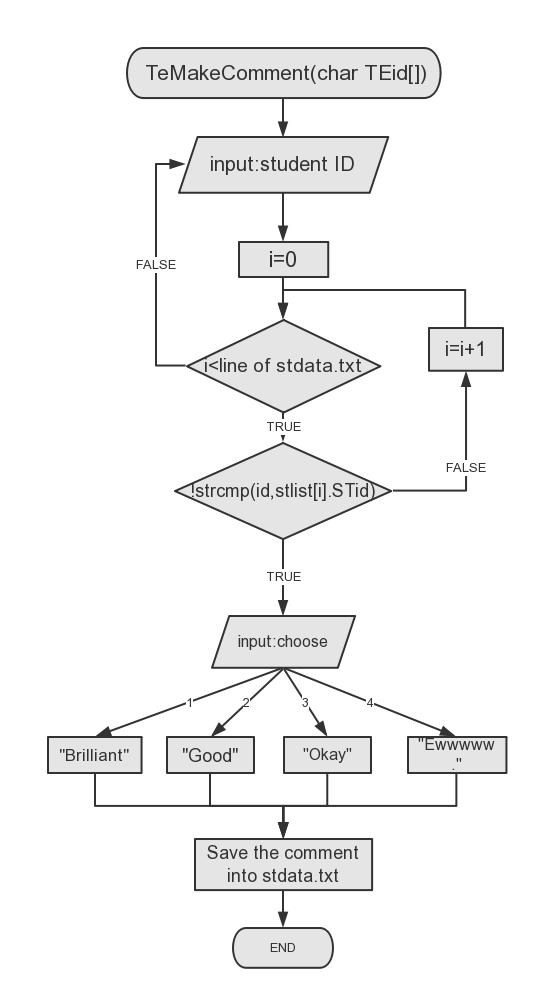 TeMakeComment(char TEid[])
input:student ID
i=0
FALSE
i<line of stdata.txt
i=i+1
TRUE
FALSE
!strcmp(id,stlist[i].STid)
TRUE
input:choose
1
2
3
4
"Brilliant"
"Good"
"Okay"
"Ewwwww
."
Save the comment
into stdata.txt
END